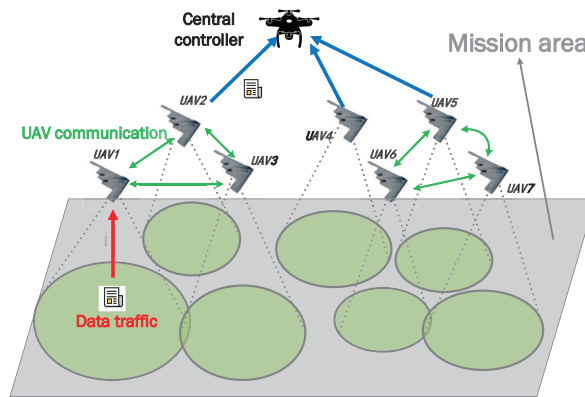 Central
controller
Mission area
UAV2
UAV5
UAV communication
UAV4
UAV6
UAV1
UAV3
UAV7
Data traffic